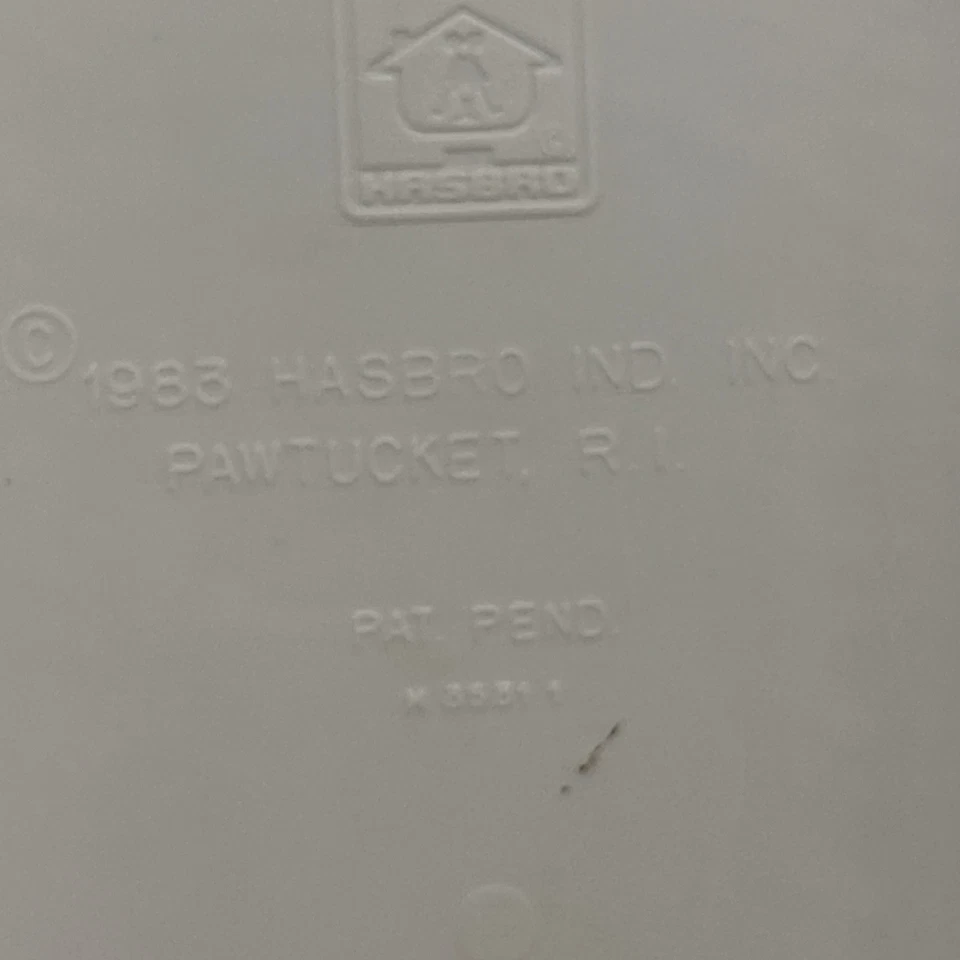 HASBRO
© 1983 HASBRO IND. INC.
PAWTUCKET, R.I.
PAT. PEND.